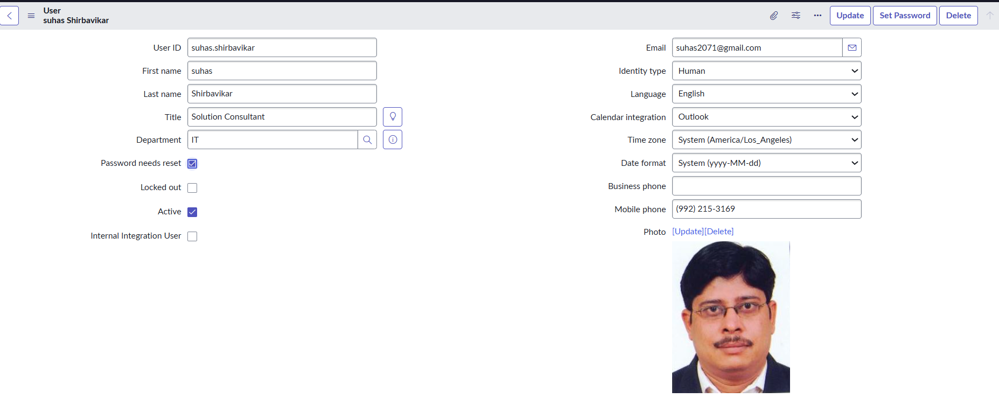 User
suhas Shirbavikar
Update
Set Password
Delete
User ID suhas.shirbavikar
First name suhas
Last name Shirbavikar
Title Solution Consultant
Department IT
Password needs reset
Locked out
Active
Internal Integration User
Email suhas2071@gmail.com
Identity type Human
Language English
Calendar integration Outlook
Time zone System (America/Los_Angeles)
Date format System (yyyy-MM-dd)
Business phone
Mobile phone (992) 215-3169
Photo [Update][Delete]